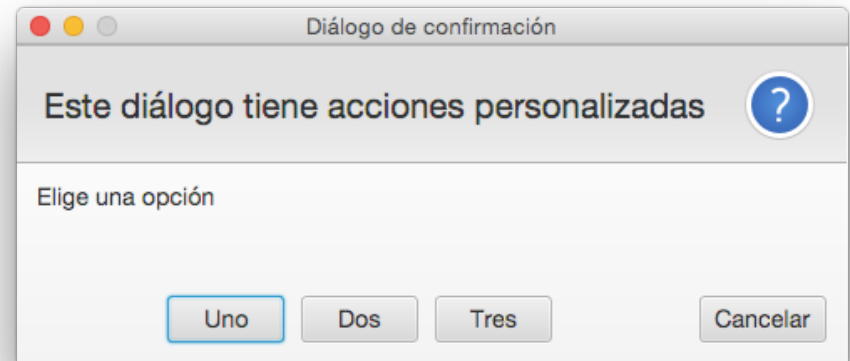 Diálogo de confirmación
Este diálogo tiene acciones personalizadas
?
Elige una opción
Uno Dos Tres Cancelar